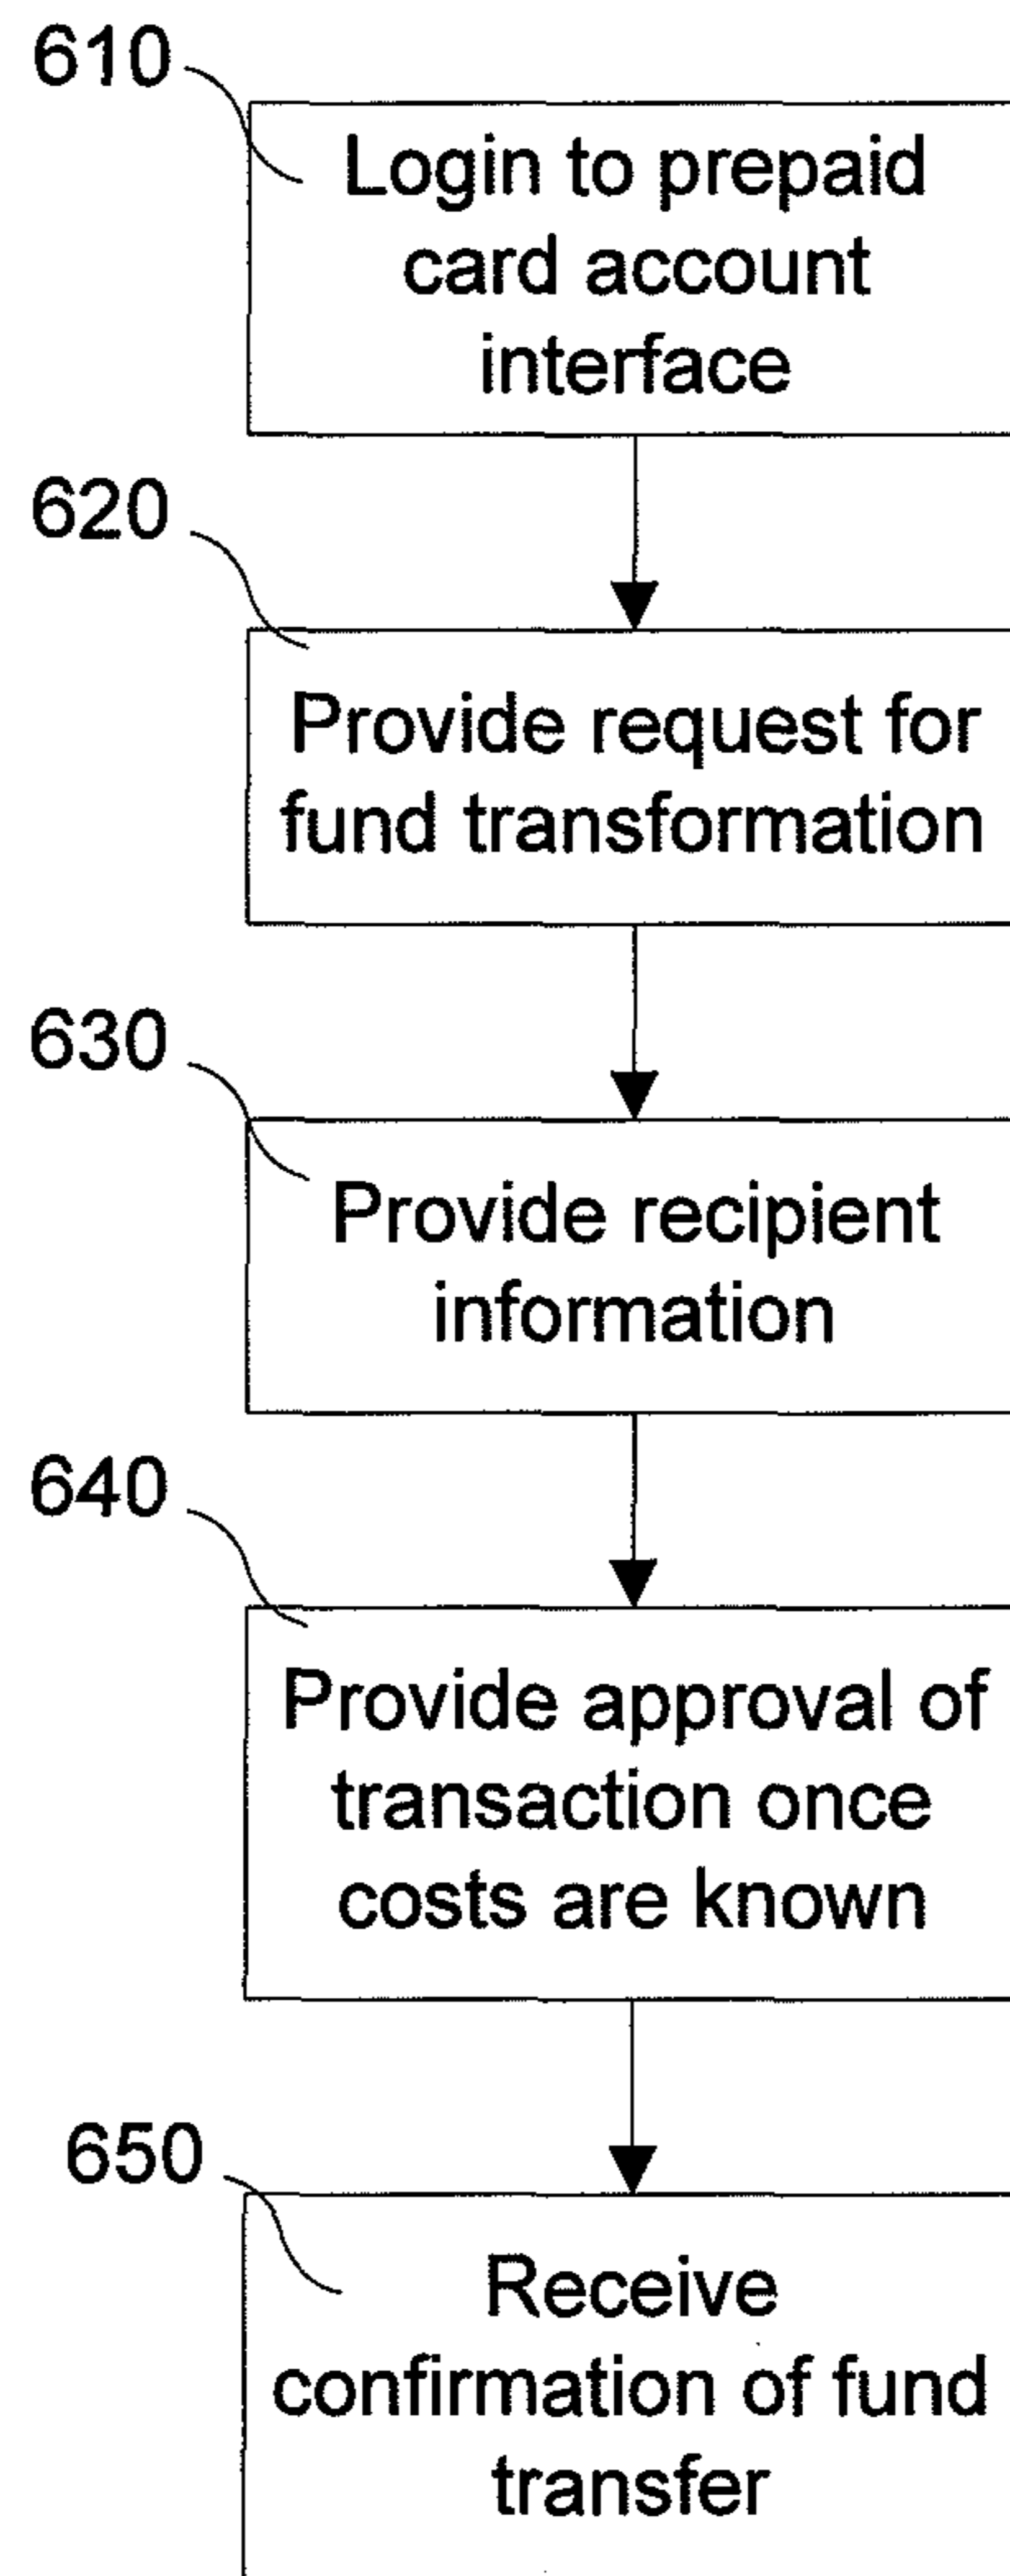 610
Login to prepaid
card account
interface
620
Provide request for
fund transformation
630
Provide recipient
information
640
Provide approval of
transaction once
costs are known
650
Receive
confirmation of fund
transfer